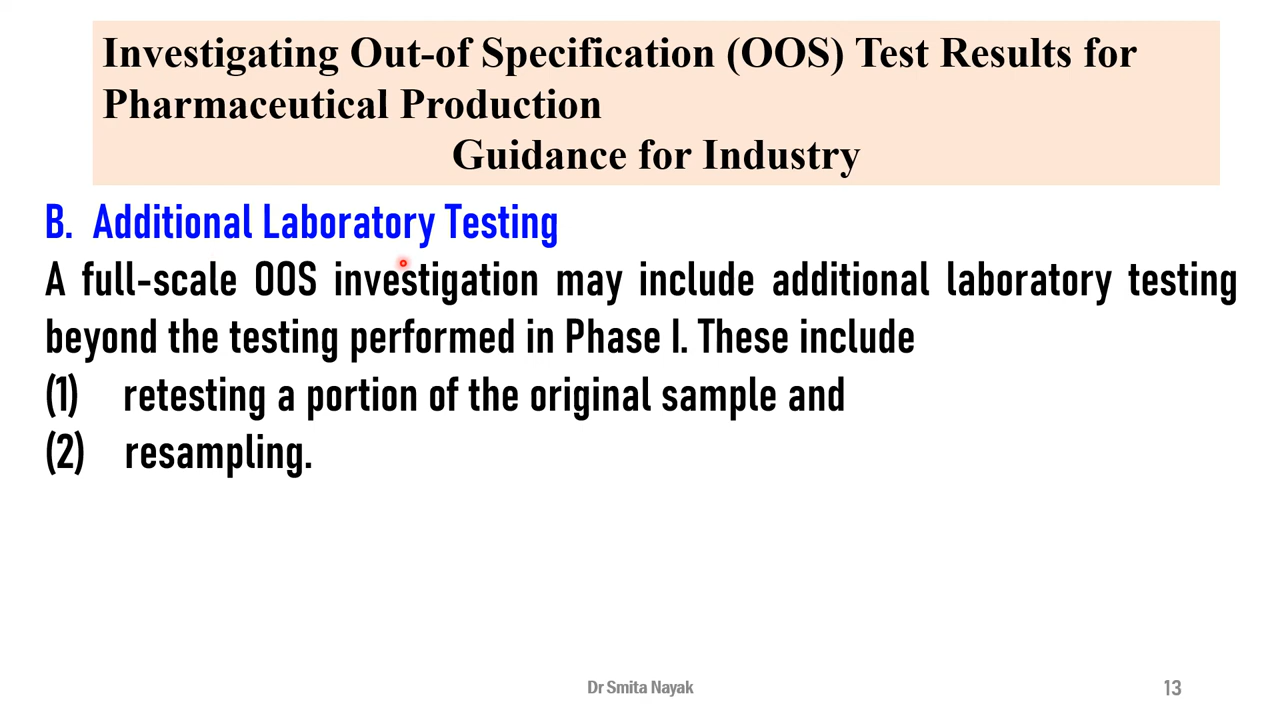 Investigating Out-of Specification (OOS) Test Results for
Pharmaceutical Production
Guidance for Industry
B. Additional Laboratory Testing
A full-scale OOS investigation may include additional laboratory testing
beyond the testing performed in Phase I. These include
(1) retesting a portion of the original sample and
(2) resampling.
Dr Smita Nayak
13